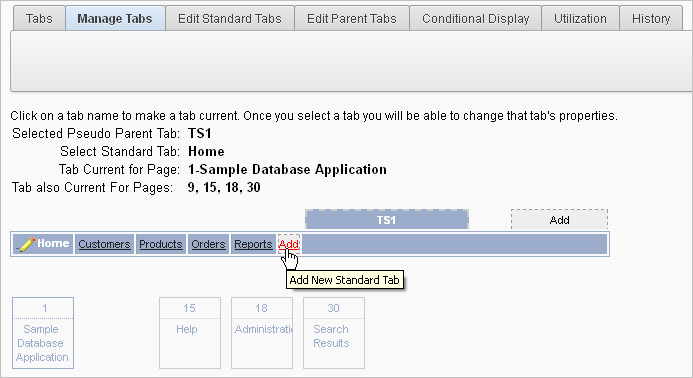 Tabs Manage Tabs Edit Standard Tabs Edit Parent Tabs Conditional Display Utilization History
Click on a tab name to make a tab current. Once you select a tab you will be able to change that tab's properties.
Selected Pseudo Parent Tab: TS1
Select Standard Tab: Home
Tab Current for Page: 1-Sample Database Application
Tab also Current For Pages: 9, 15, 18, 30
TS1 Add
Home Customers Products Orders Reports Add
Add New Standard Tab
1 15 18 30
Sample Help Administrati Search
Database Results
Application